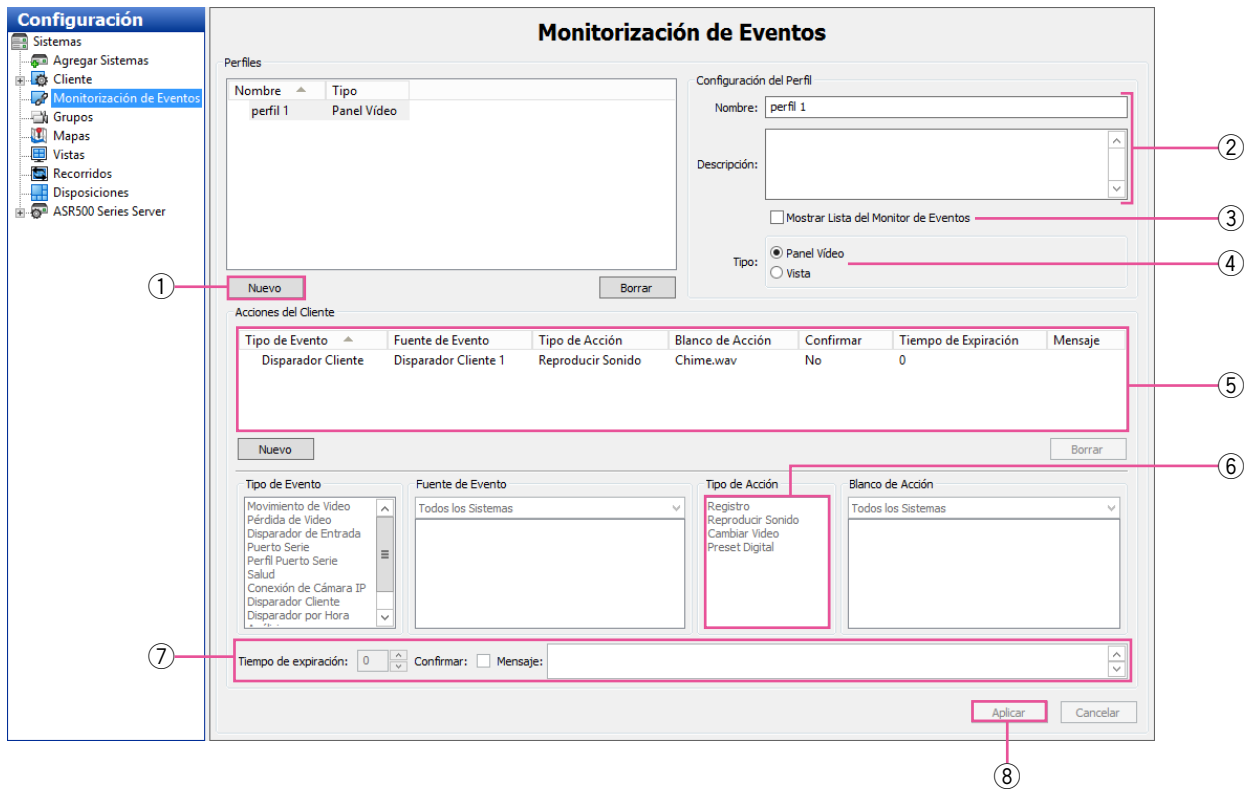 Configuración
Sistemas
Agregar Sistemas
Cliente
Monitorización de Eventos
Grupos
Mapas
Vistas
Recorridos
Disposiciones
ASR500 Series Server
Monitorización de Eventos
Perfiles
Nombre Tipo
perfil 1 Panel Vídeo
① Nuevo Borrar
Configuración del Perfil
Nombre: perfil 1
Descripción:
②
Mostrar Lista del Monitor de Eventos ③
Tipo: Panel Vídeo
Vista
④
Acciones del Cliente
Tipo de Evento Fuente de Evento Tipo de Acción Blanco de Acción Confirmar Tiempo de Expiración Mensaje
Disparador Cliente Disparador Cliente 1 Reproducir Sonido Chime.wav No 0
⑤
Nuevo Borrar
⑥
Tipo de Evento
Movimiento de Video
Pérdida de Video
Disparador de Entrada
Puerto Serie
Perfil Puerto Serie
Salud
Conexión de Cámara IP
Disparador Cliente
Disparador por Hora
Fuente de Evento
Todos los Sistemas
Tipo de Acción
Registro
Reproducir Sonido
Cambiar Video
Preset Digital
Blanco de Acción
Todos los Sistemas
⑦ Tiempo de expiración: 0 Confirmar: Mensaje:
Aplicar Cancelar
⑧